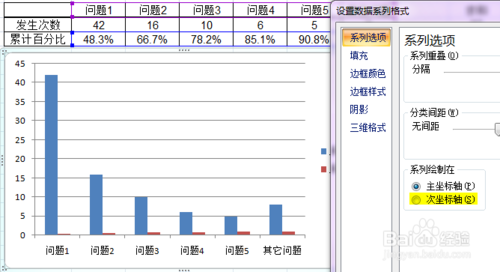 问题1 问题2 问题3 问题4 问题5
发生次数 42 16 10 6 5
累计百分比 48.3% 66.7% 78.2% 85.1% 90.8%
45
40
35
30
25
20
15
10
5
0
问题1 问题2 问题3 问题4 问题5 其它问题
设置数据系列格式
系列选项
填充
边框颜色
边框样式
阴影
三维格式
系列选项
系列重叠(O)
分隔
分类间距(W)
无间距
系列绘制在
主坐标轴(P)
次坐标轴(S)
Baidu 经验
jingyan.baidu.com